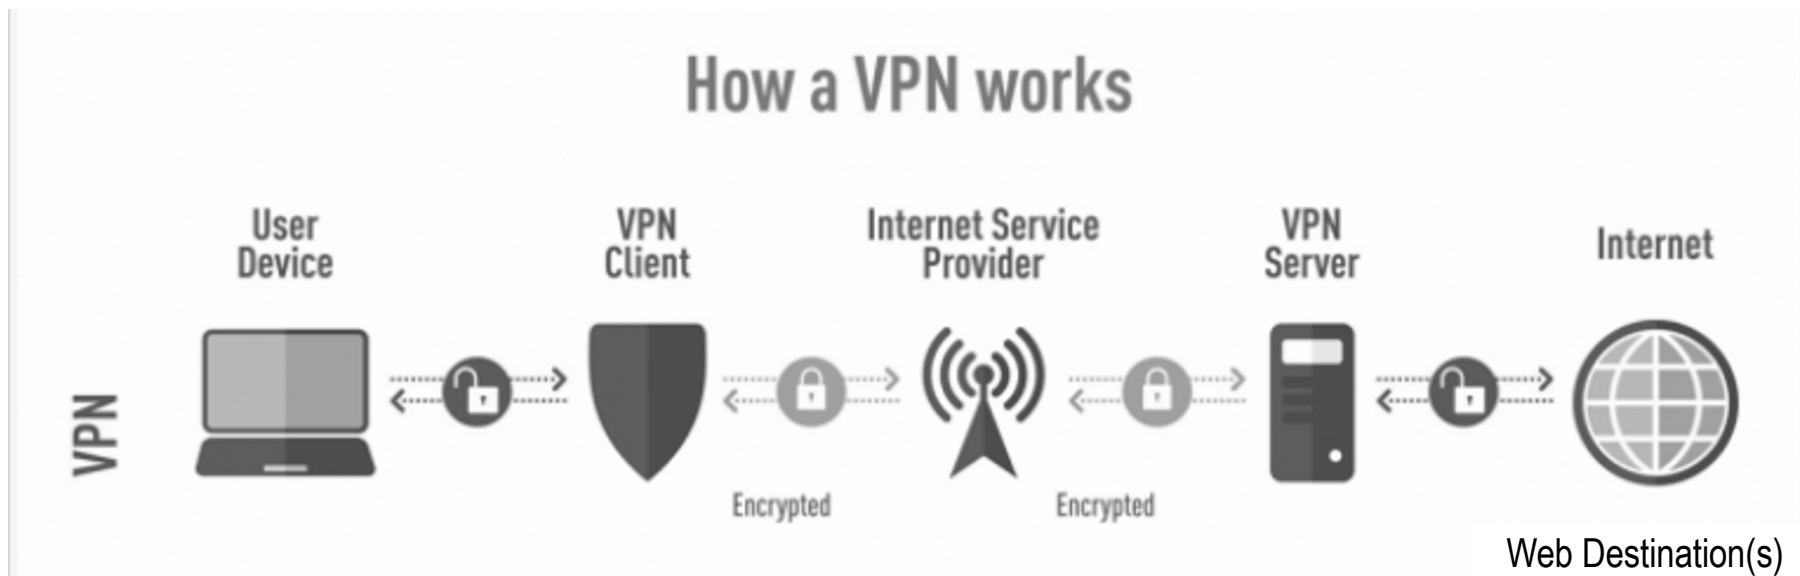 How a VPN works
User
Device
VPN
Client
Internet Service
Provider
VPN
Server
Internet
VPN
Encrypted
Encrypted
Web Destination(s)